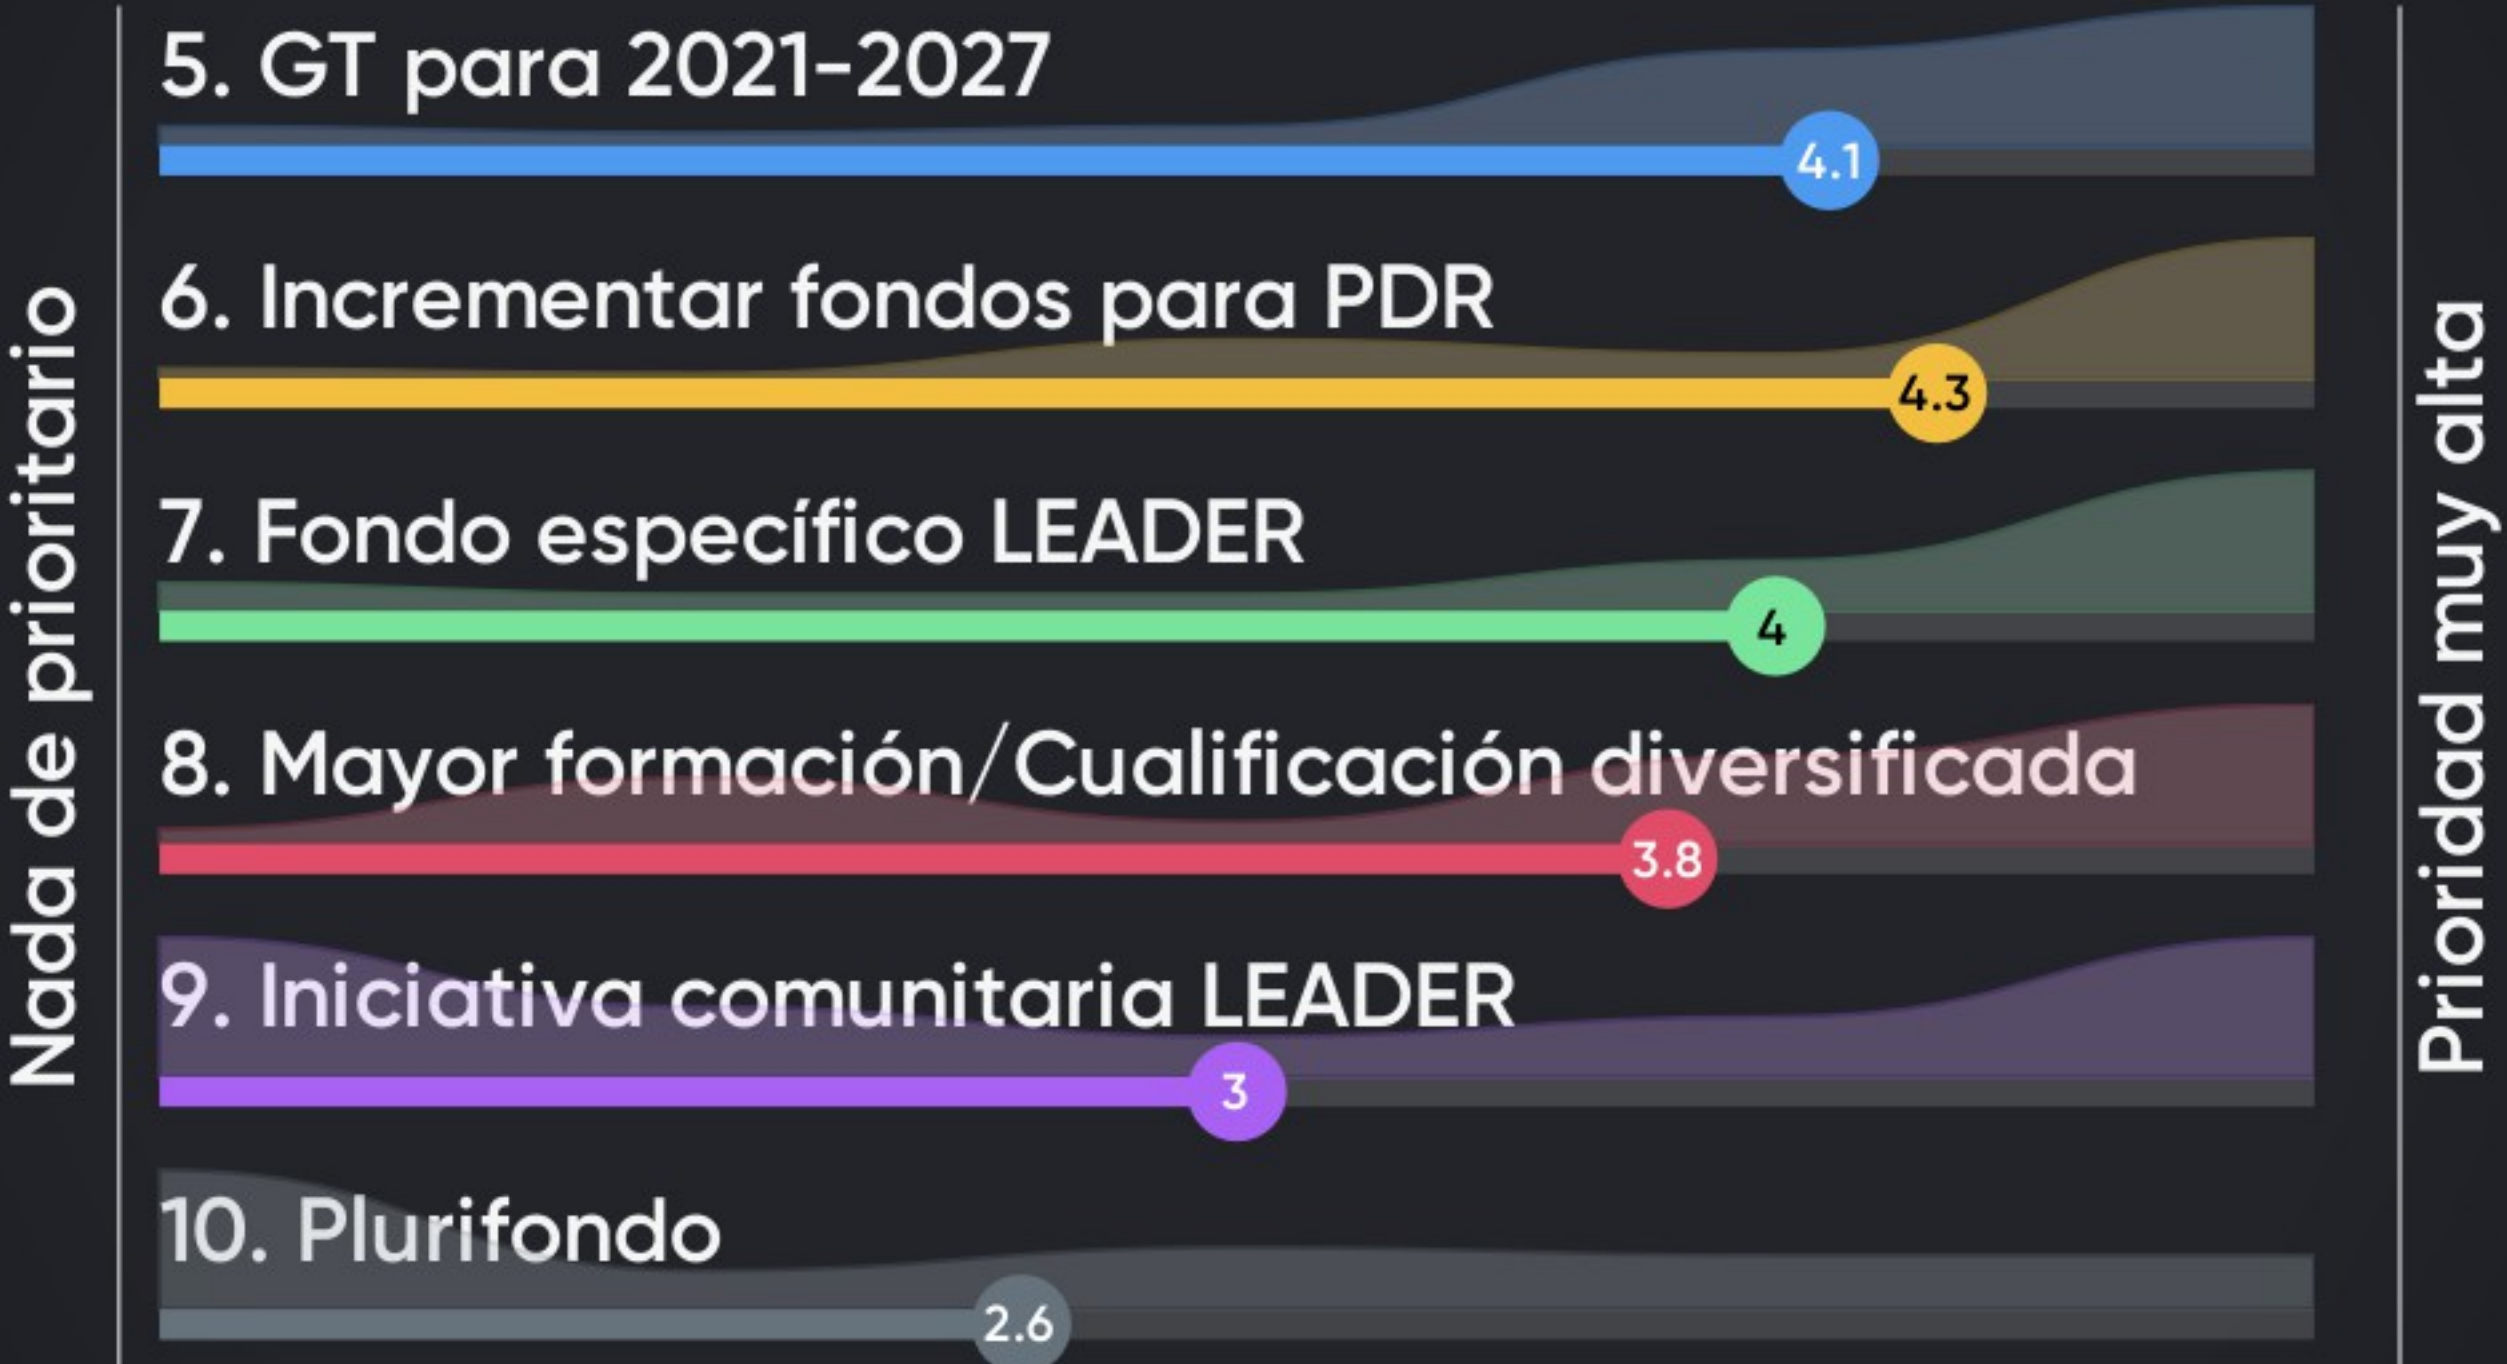 Nada de prioritario
5. GT para 2021-2027
4.1
6. Incrementar fondos para PDR
4.3
7. Fondo específico LEADER
4
8. Mayor formación/Cualificación diversificada
3.8
9. Iniciativa comunitaria LEADER
3
10. Plurifondo
2.6
Prioridad muy alta